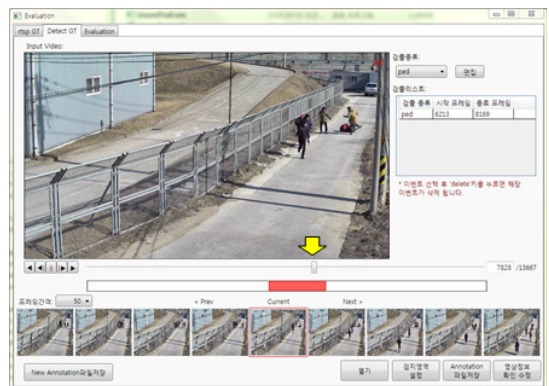 Evaluation
rtsp GT Detect GT Evaluation
Input Video:
검출종류:
ped 편집
검출리스트:
검출 종류 시작 프레임 종료 프레임
ped 6213 8169
* 이벤트 선택 후 'delete'키를 누르면 해당
이벤트가 삭제 됩니다.
7828 /13667
프레임간격: 50 < Prev Current Next >
New Annotation파일저장 열기 검지영역 설정 Annotation 파일저장 영상정보 확인 수정